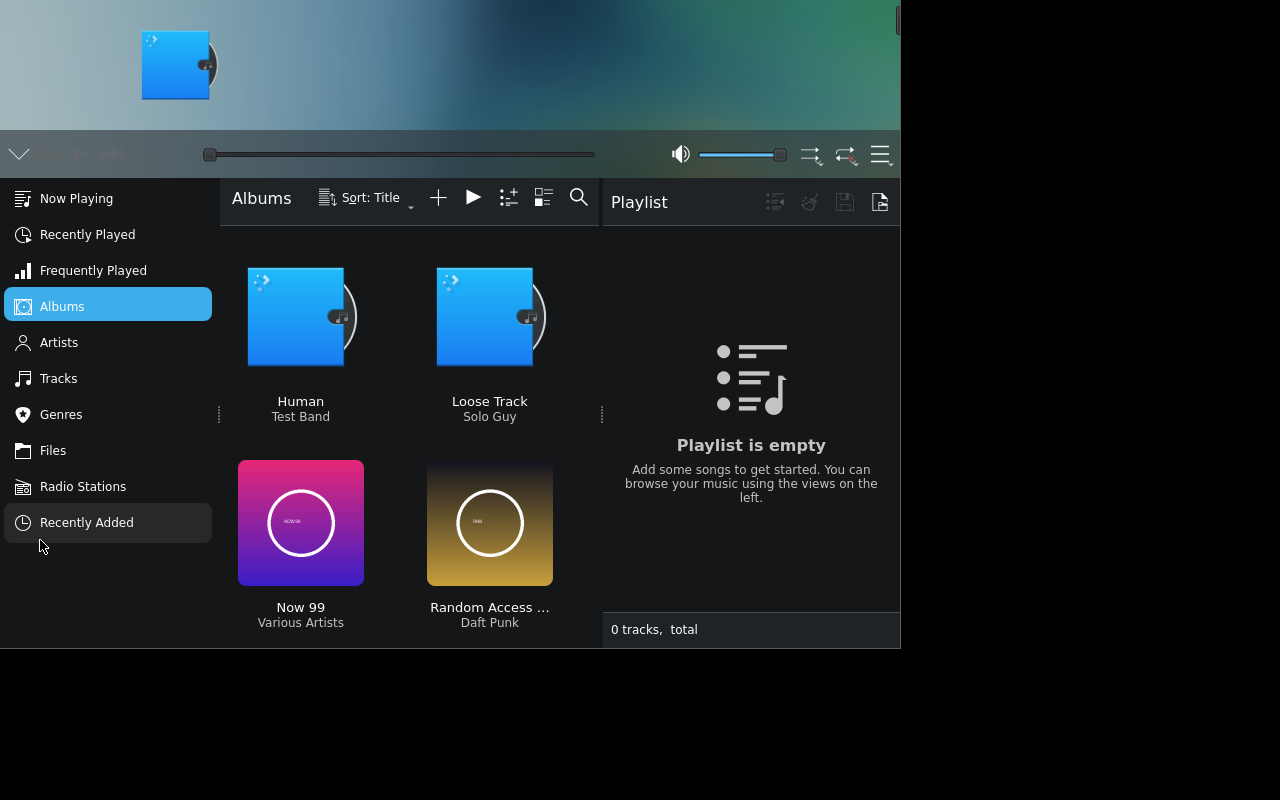 Now Playing
Recently Played
Frequently Played
Albums
Artists
Tracks
Genres
Files
Radio Stations
Recently Added
Albums
Sort: Title
Human
Test Band
Loose Track
Solo Guy
NOW 99
Now 99
Various Artists
RAM
Random Access ...
Daft Punk
Playlist
Playlist is empty
Add some songs to get started. You can
browse your music using the views on the
left.
0 tracks,  total